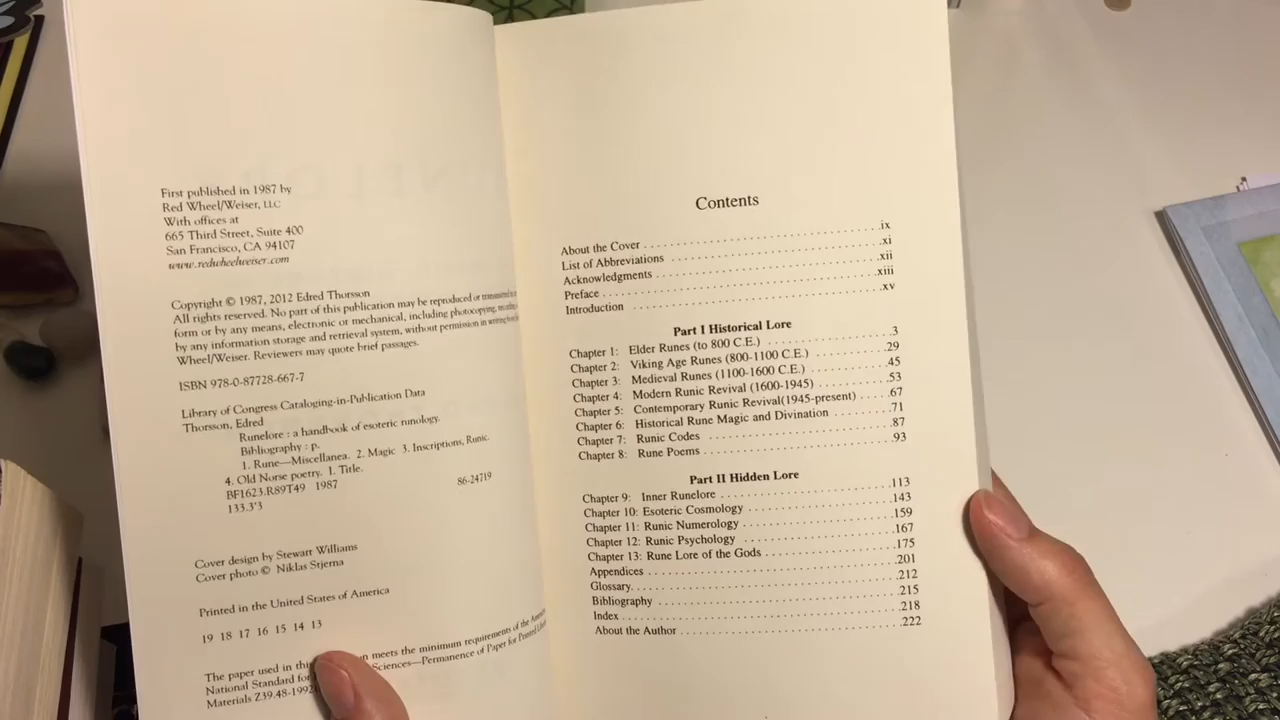 First published in 1987 by
Red Wheel/Weiser, LLC
With offices at
665 Third Street, Suite 400
San Francisco, CA 94107
www.redwheelweiser.com
Copyright © 1987, 2012 Edred Thorsson
All rights reserved. No part of this publication may be reproduced or transmitted in
form or by any means, electronic or mechanical, including photocopying,
by any information storage and retrieval system, without permission in writing
Wheel/Weiser. Reviewers may quote brief passages.
ISBN 978-0-87728-667-7
Library of Congress Cataloging-in-Publication Data
Thorsson, Edred
Runelore : a handbook of esoteric runology.
Bibliography : p.
1. Rune—Miscellanea. 2. Magic 3. Inscriptions, Runic.
4. Old Norse poetry. 1. Title.
BF1623.R89T49 1987
133.3'3
86-24719
Cover design by Stewart Williams
Cover photo © Niklas Stjerna
Printed in the United States of America
19 18 17 16 15 14 13
The paper used in this meets the minimum requirements of the
National Standard for Sciences—Permanence of Paper for Printed
Materials Z39.48-1992
Contents
About the Cover . . . . . . . . . . . . . . . . . . . . . . . . . . . . . . ix
List of Abbreviations . . . . . . . . . . . . . . . . . . . . . . . . . . xi
Acknowledgments . . . . . . . . . . . . . . . . . . . . . . . . . . . . xii
Preface . . . . . . . . . . . . . . . . . . . . . . . . . . . . . . . . . . . xiii
Introduction . . . . . . . . . . . . . . . . . . . . . . . . . . . . . . . . xv
Part I Historical Lore
Chapter 1: Elder Runes (to 800 C.E.) . . . . . . . . . . . . . . . 3
Chapter 2: Viking Age Runes (800-1100 C.E.) . . . . . . . . 29
Chapter 3: Medieval Runes (1100-1600 C.E.) . . . . . . . . 45
Chapter 4: Modern Runic Revival (1600-1945) . . . . . . . 53
Chapter 5: Contemporary Runic Revival(1945-present) . . . . . 67
Chapter 6: Historical Rune Magic and Divination . . . . . . . 71
Chapter 7: Runic Codes . . . . . . . . . . . . . . . . . . . . . . . 87
Chapter 8: Rune Poems . . . . . . . . . . . . . . . . . . . . . . . 93
Part II Hidden Lore
Chapter 9: Inner Runelore . . . . . . . . . . . . . . . . . . . . . 113
Chapter 10: Esoteric Cosmology . . . . . . . . . . . . . . . . . 143
Chapter 11: Runic Numerology . . . . . . . . . . . . . . . . . . 159
Chapter 12: Runic Psychology . . . . . . . . . . . . . . . . . . 167
Chapter 13: Rune Lore of the Gods . . . . . . . . . . . . . . . 175
Appendices . . . . . . . . . . . . . . . . . . . . . . . . . . . . . . . 201
Glossary. . . . . . . . . . . . . . . . . . . . . . . . . . . . . . . . . 212
Bibliography . . . . . . . . . . . . . . . . . . . . . . . . . . . . . . 215
Index . . . . . . . . . . . . . . . . . . . . . . . . . . . . . . . . . . . 218
About the Author . . . . . . . . . . . . . . . . . . . . . . . . . . . 222